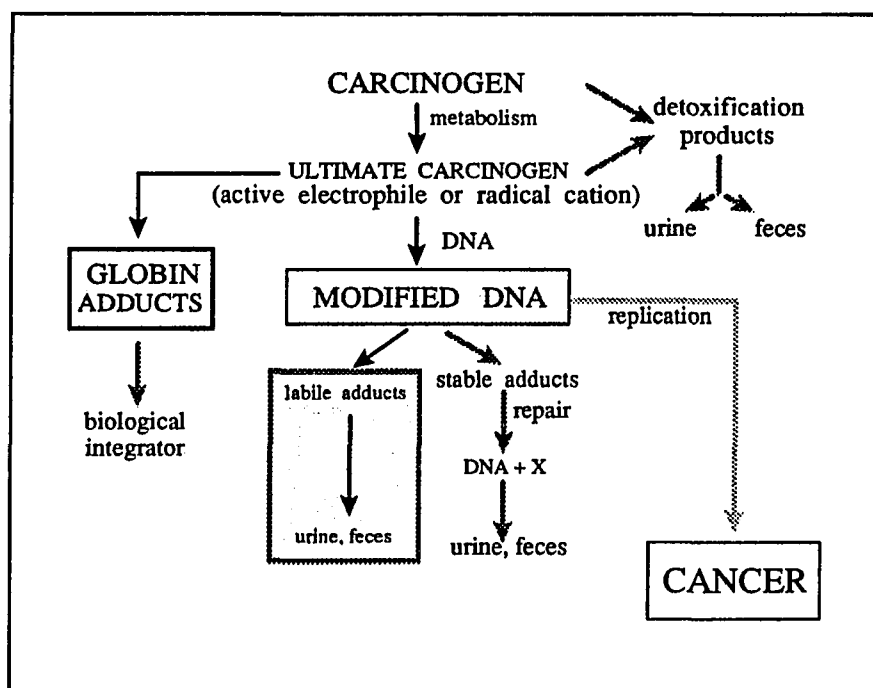 CARCINOGEN
metabolism
detoxification
products
ULTIMATE CARCINOGEN
(active electrophile or radical cation)
urine
feces
DNA
GLOBIN
ADDUCTS
MODIFIED DNA
replication
labile adducts
stable adducts
repair
biological
integrator
DNA + X
urine, feces
urine, feces
CANCER